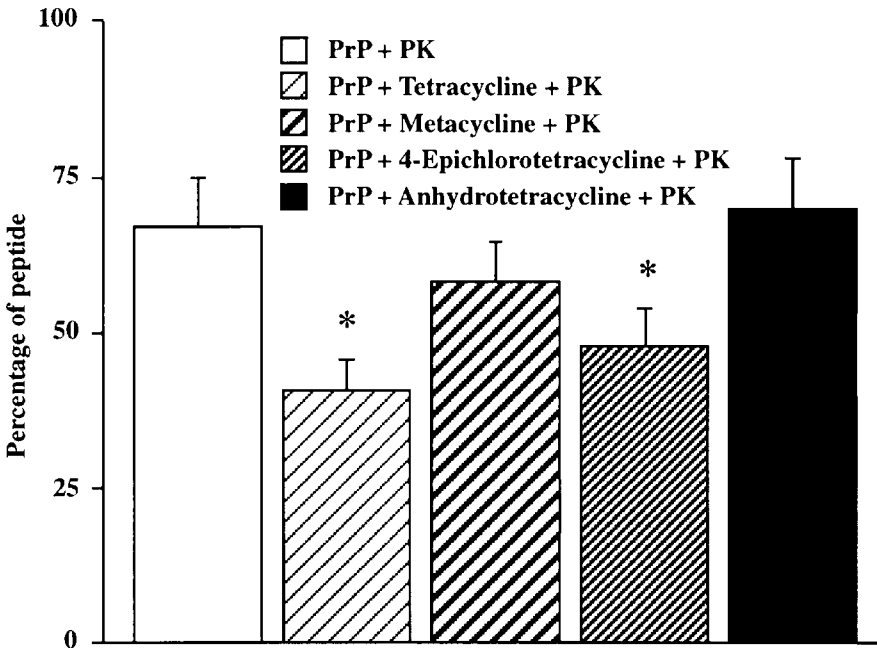 100
PrP + PK
PrP + Tetracycline + PK
PrP + Metacycline + PK
PrP + 4-Epichlorotetracycline + PK
75
PrP + Anhydrotetracycline + PK
Percentage of peptide
*
*
50
25
0